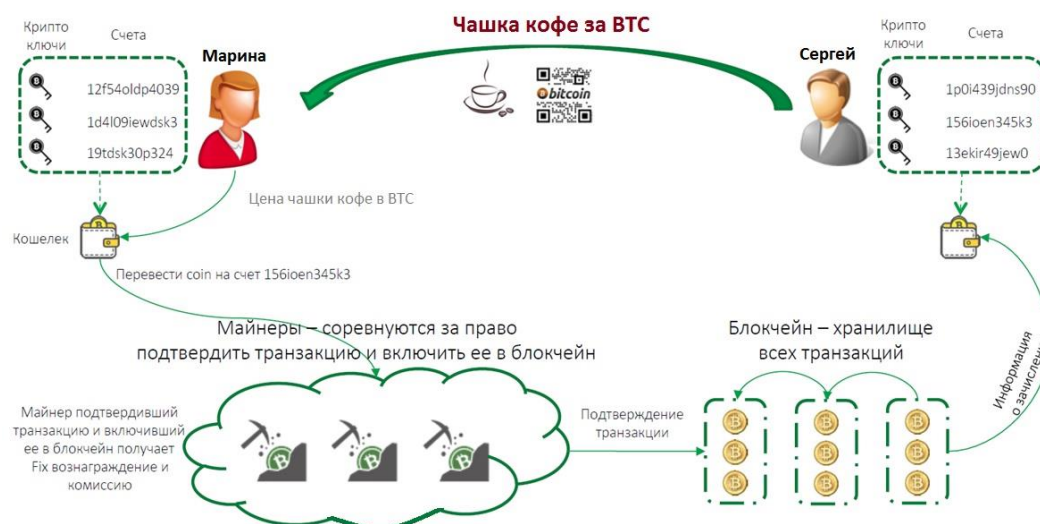 Чашка кофе за BTC
Крипто
ключи
Счета
Марина
12f54oldp4039
1d4l09iewdsk3
19tdsk30p324
bitcoin
Сергей
Крипто
ключи
Счета
1p0i439jdns90
156ioen345k3
13ekir49jew0
Цена чашки кофе в BTC
Кошелек
Перевести coin на счет 156ioen345k3
Майнеры – соревнуются за право
подтвердить транзакцию и включить ее в блокчейн
Блокчейн – хранилище
всех транзакций
Информация
о зачислени
Майнер подтвердивший
транзакцию и включивший
ее в блокчейн получает
Fix вознаграждение и
комиссию
Подтверждение
транзакции